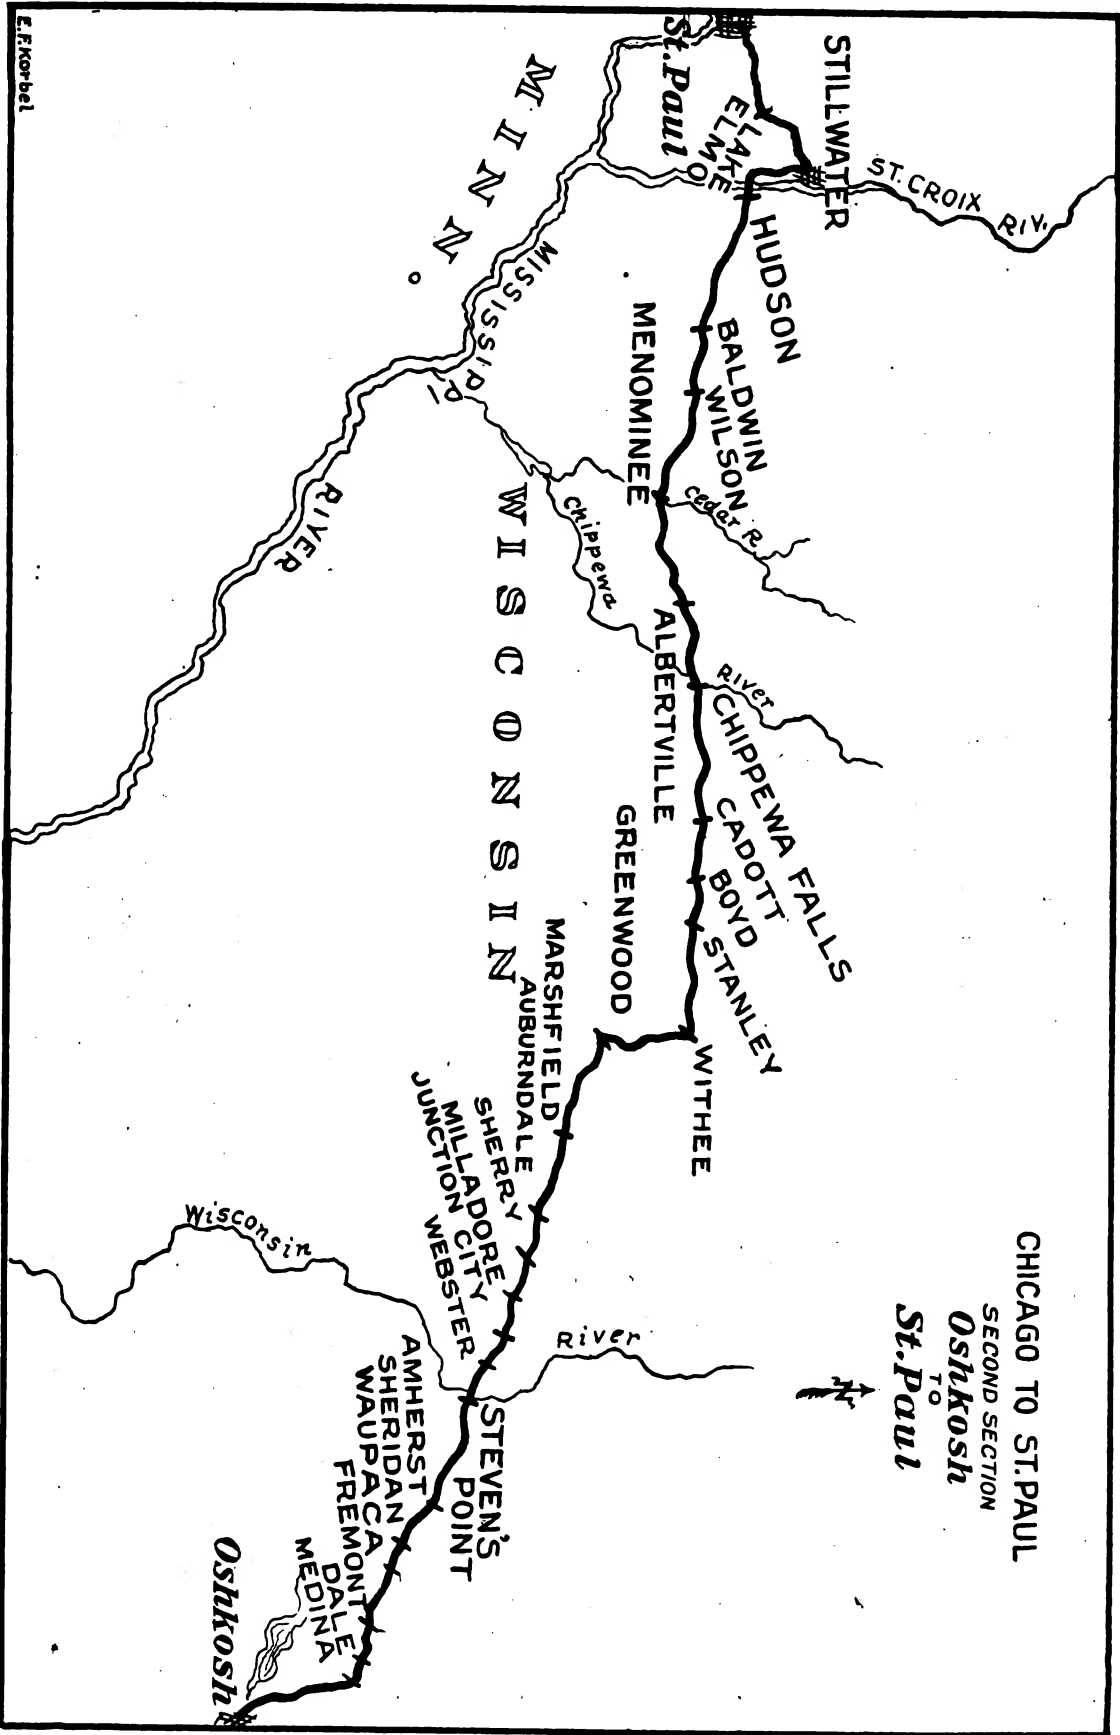 CHICAGO TO ST.PAUL
SECOND SECTION
Oshkosh
TO
St.Paul
N
STILLWATER
ST. CROIX
RIV.
LAKE
ELMO
St.Paul
HUDSON
BALDWIN
WILSON
MENOMINEE
Cedar R.
ALBERTVILLE
River
Chippewa
CHIPPEWA FALLS
CADOTT
BOYD
STANLEY
WITHEE
GREENWOOD
MINN.
MISSISSIPPI
RIVER
WISCONSIN
MARSHFIELD
AUBURNDALE
SHERRY
MILLADORE
JUNCTION CITY
WEBSTER
River
Wisconsin
STEVEN'S
POINT
AMHERST
SHERIDAN
WAUPACA
FREMONT
DALE
MEDINA
Oshkosh
E.F.Korbel